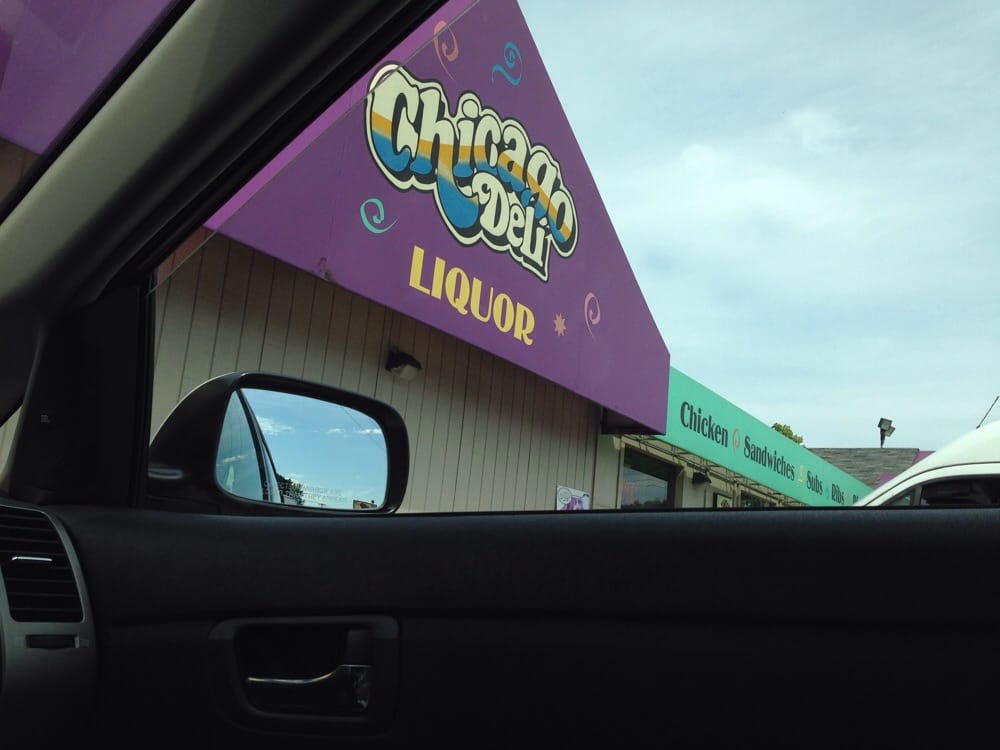 Chicago
Deli
LIQUOR
Chicken Sandwiches Subs Ribs